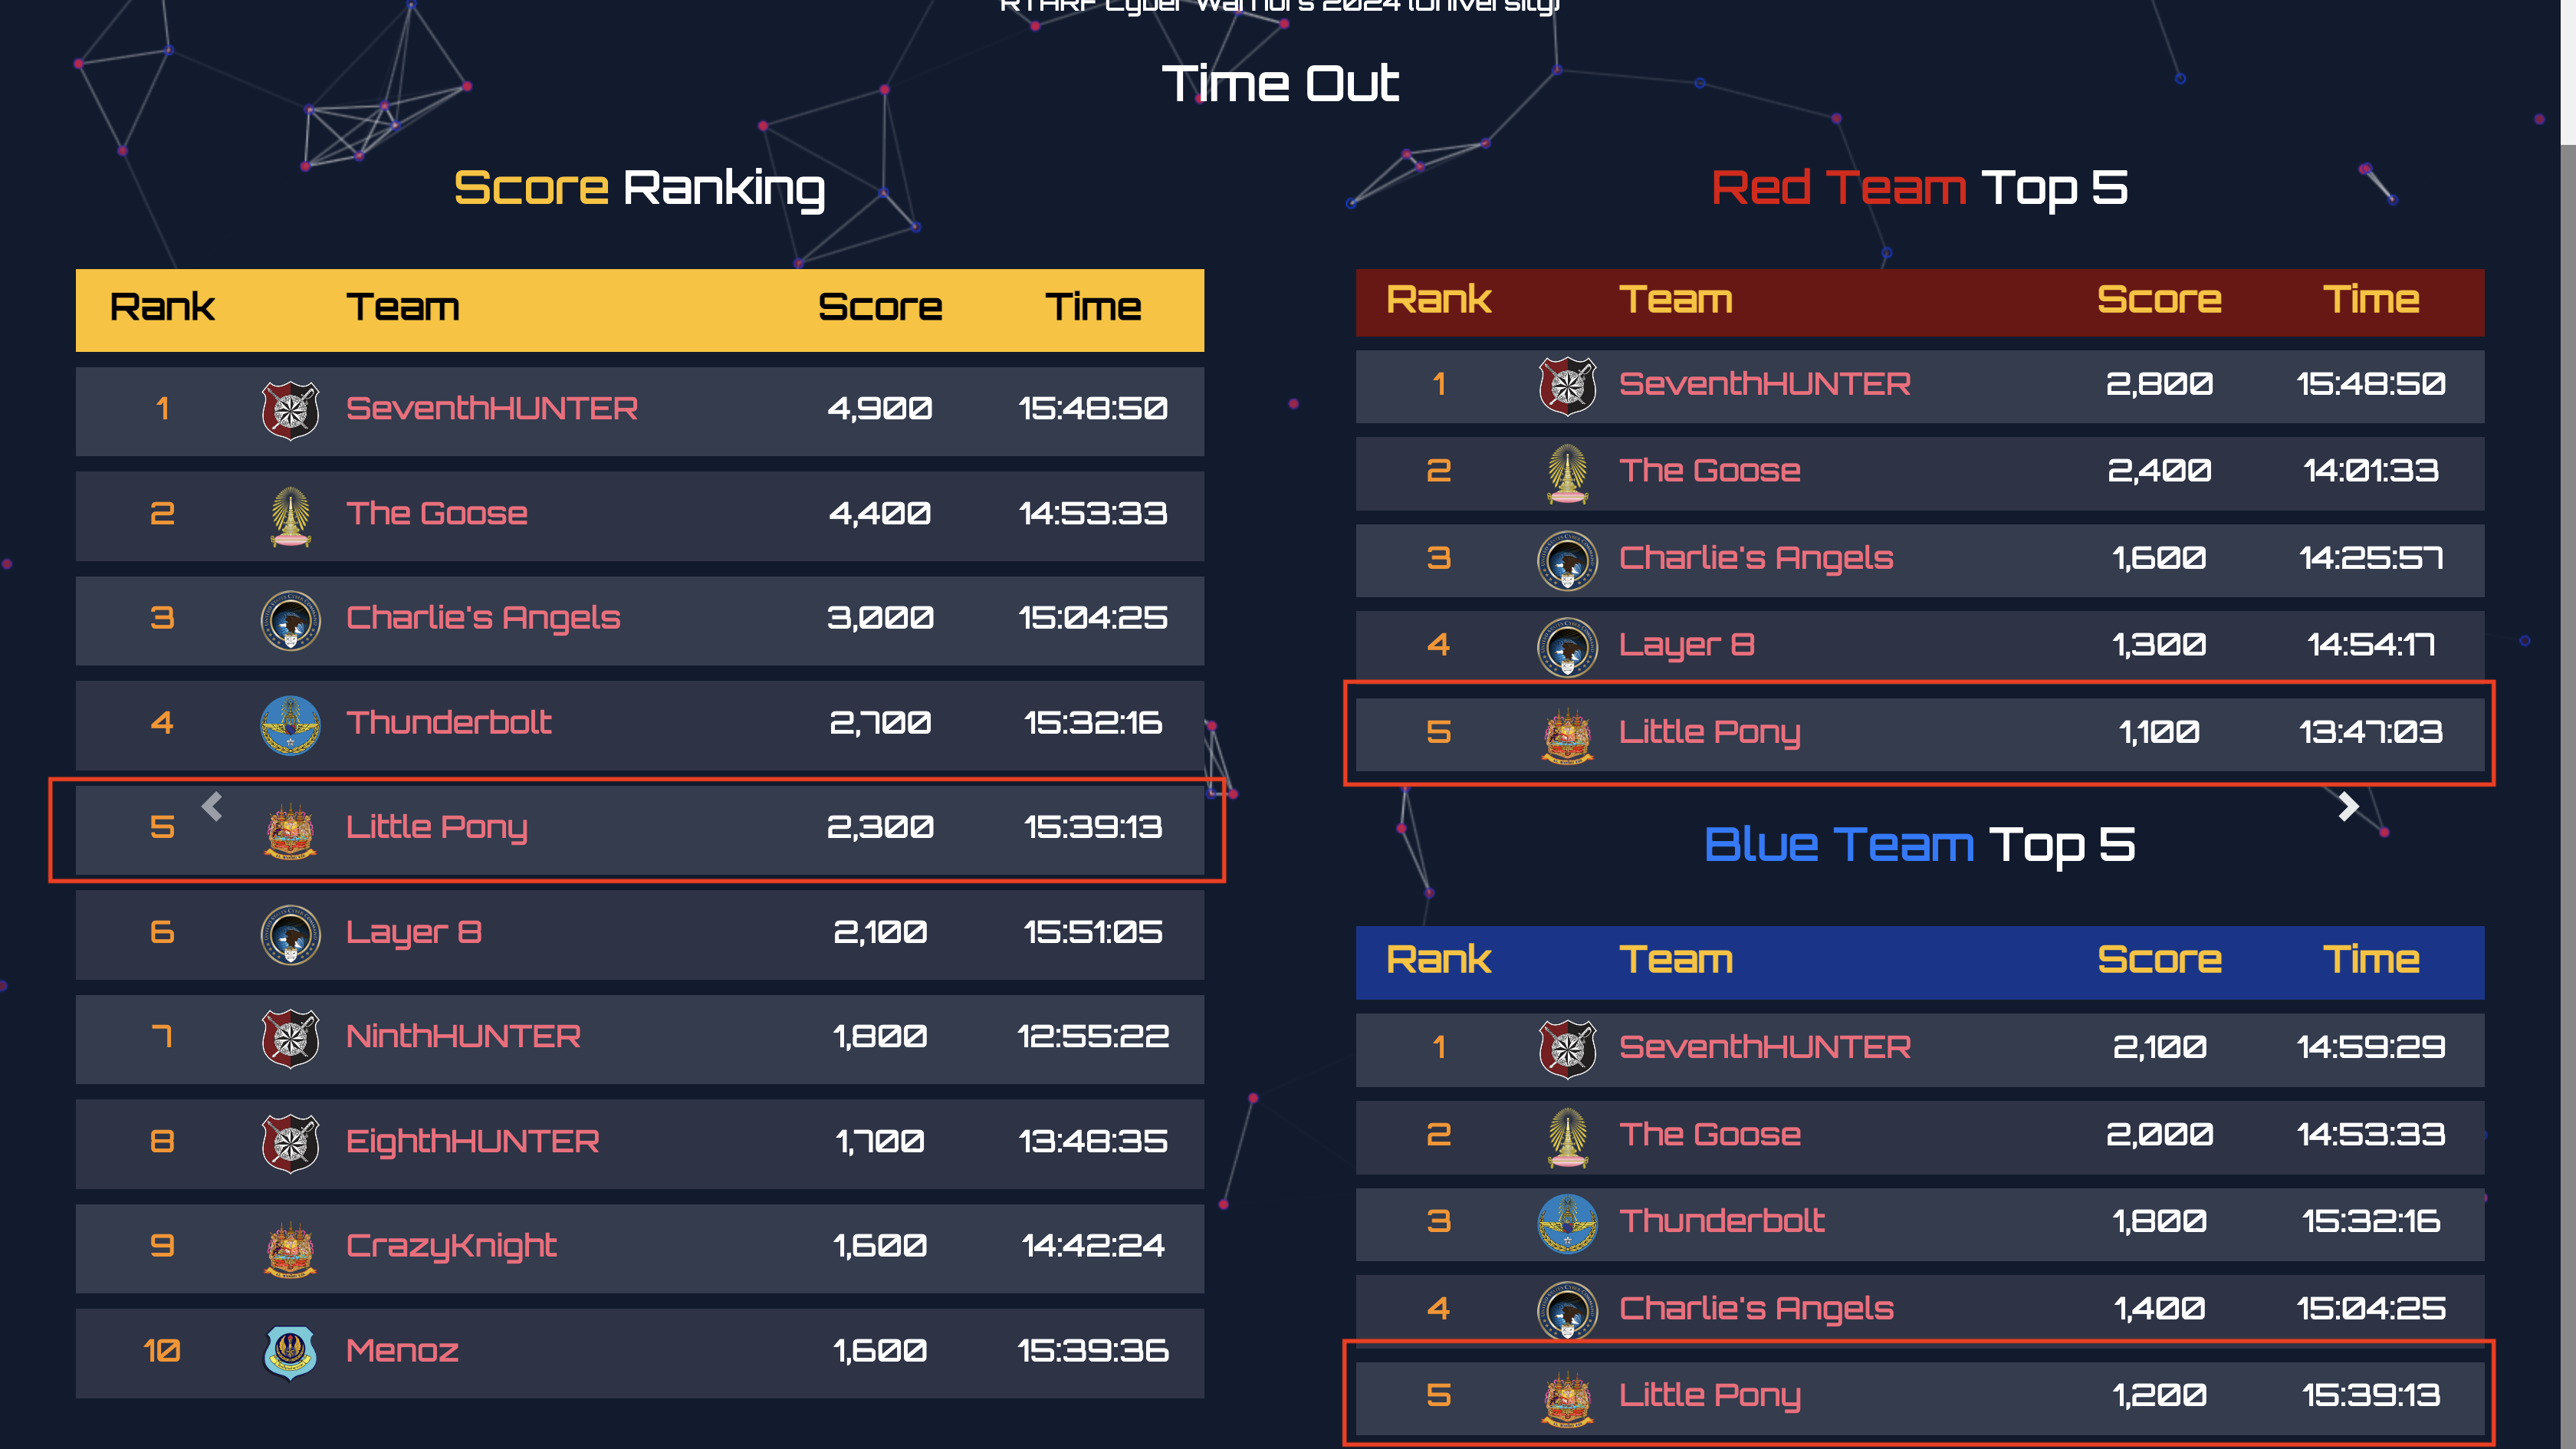 RTARF Cyber Warriors 2024 (University)
Time Out
Score Ranking
Rank Team Score Time
1 SeventhHUNTER 4,900 15:48:50
2 The Goose 4,400 14:53:33
3 Charlie's Angels 3,000 15:04:25
4 Thunderbolt 2,700 15:32:16
5 Little Pony 2,300 15:39:13
6 Layer 8 2,100 15:51:05
7 NinthHUNTER 1,800 12:55:22
8 EighthHUNTER 1,700 13:48:35
9 CrazyKnight 1,600 14:42:24
10 Menoz 1,600 15:39:36
Red Team Top 5
Rank Team Score Time
1 SeventhHUNTER 2,800 15:48:50
2 The Goose 2,400 14:01:33
3 Charlie's Angels 1,600 14:25:57
4 Layer 8 1,300 14:54:17
5 Little Pony 1,100 13:47:03
Blue Team Top 5
Rank Team Score Time
1 SeventhHUNTER 2,100 14:59:29
2 The Goose 2,000 14:53:33
3 Thunderbolt 1,800 15:32:16
4 Charlie's Angels 1,400 15:04:25
5 Little Pony 1,200 15:39:13